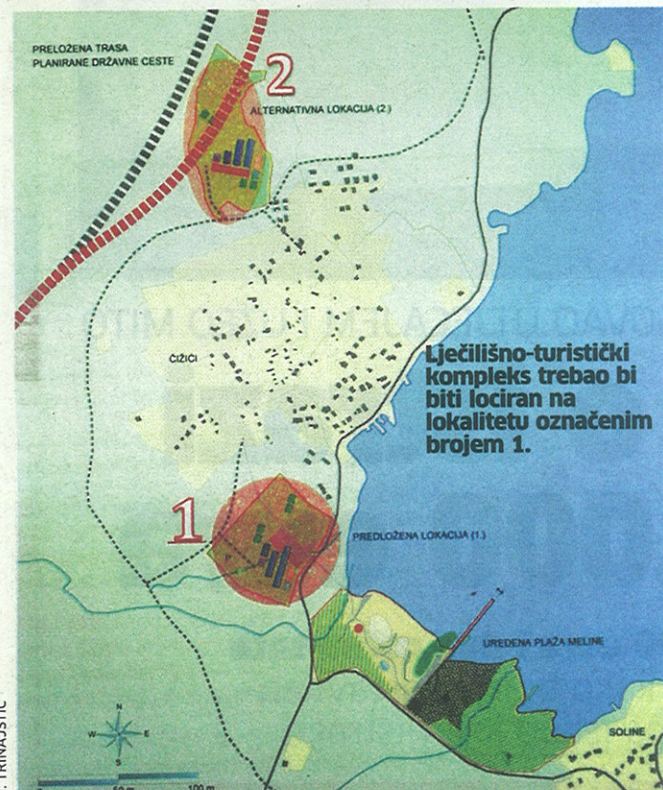 PRELOŽENA TRASA
PLANIRANE DRŽAVNE CESTE
2
ALTERNATIVNA LOKACIJA (2.)
ČIŽIĆI
Lječilišno-turistički
kompleks trebao bi
biti lociran na
lokalitetu označenim
brojem 1.
1
PREDLOŽENA LOKACIJA (1.)
UREĐENA PLAŽA MELINE
SOLINE
N
W E
S
50 m 100 m
TRINAJSTIĆ